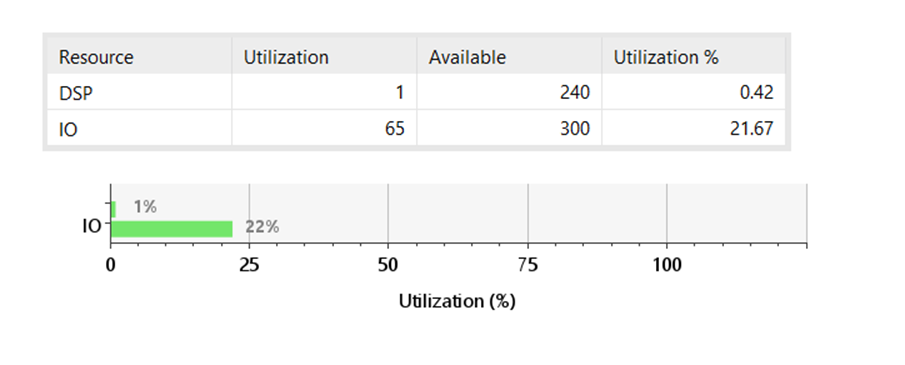 Resource Utilization Available Utilization %
DSP 1 240 0.42
IO 65 300 21.67
1%
IO 22%
0 25 50 75 100
Utilization (%)